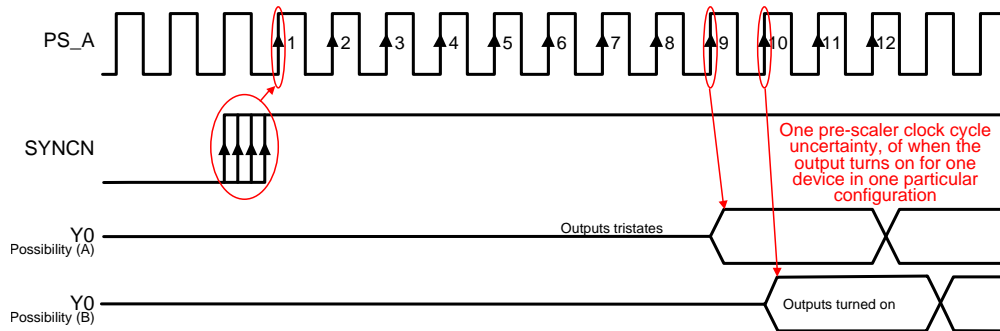 PS_A
1 2 3 4 5 6 7 8 9 10 11 12
SYNCN
One pre-scaler clock cycle
uncertainty, of when the
output turns on for one
device in one particular
configuration
Y0
Possibility (A)
Outputs tristates
Y0
Possibility (B)
Outputs turned on